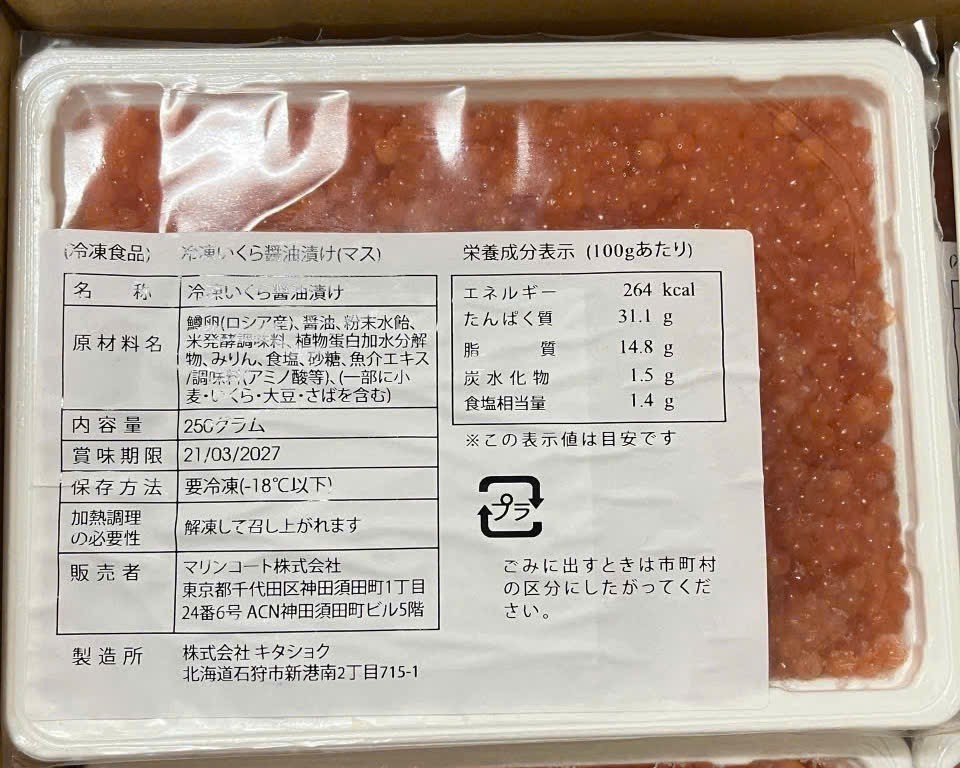 (冷凍食品) 冷凍いくら醤油漬け(マス)
名 称 冷凍いくら醤油漬け
原材料名 鱒卵(ロシア産)、醤油、粉末水飴、
米発酵調味料、植物蛋白加水分解
物、みりん、食塩、砂糖、魚介エキス
/調味料(アミノ酸等)、(一部に小
麦・いくら・大豆・さばを含む)
内容量 250グラム
賞味期限 21/03/2027
保存方法 要冷凍(-18℃以下)
加熱調理
の必要性 解凍して召し上がれます
販売者 マリンコート株式会社
東京都千代田区神田須田町1丁目
24番6号 ACN神田須田町ビル5階
製造所 株式会社 キタショク
北海道石狩市新港南2丁目715-1
栄養成分表示 (100gあたり)
エネルギー 264 kcal
たんぱく質 31.1 g
脂 質 14.8 g
炭水化物 1.5 g
食塩相当量 1.4 g
※この表示値は目安です
プラ
ごみに出すときは市町村
の区分にしたがってくだ
さい。